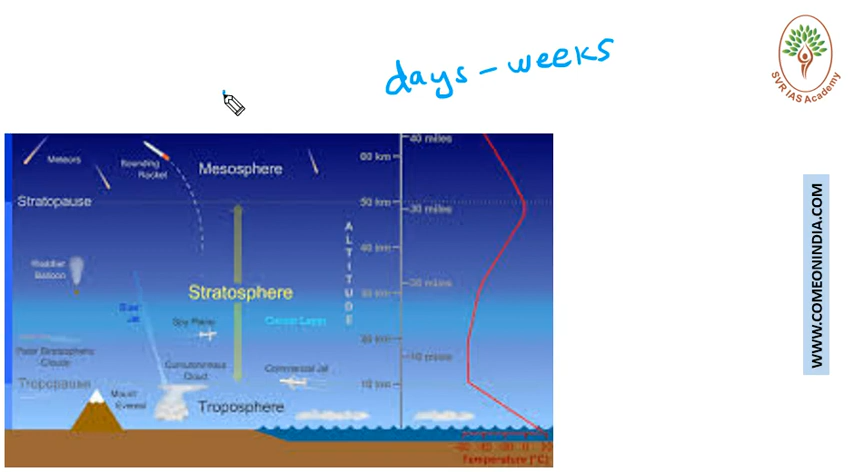 days - weeks
SVR IAS Academy
WWW.COMEONINDIA.COM
Meteors
Sounding
Rocket
Mesosphere
60 km
40 miles
Stratopause
50 km
30 miles
ALTITUDE
40 km
Weather
Balloon
Stratosphere
30 km
Blue
Jet
Spy Plane
Ozone Layer
20 km
Polar Stratospheric
Clouds
Cumulonimbus
Cloud
Commercial Jet
10 miles
Tropopause
10 km
Mount
Everest
Troposphere
Temperature (°C)